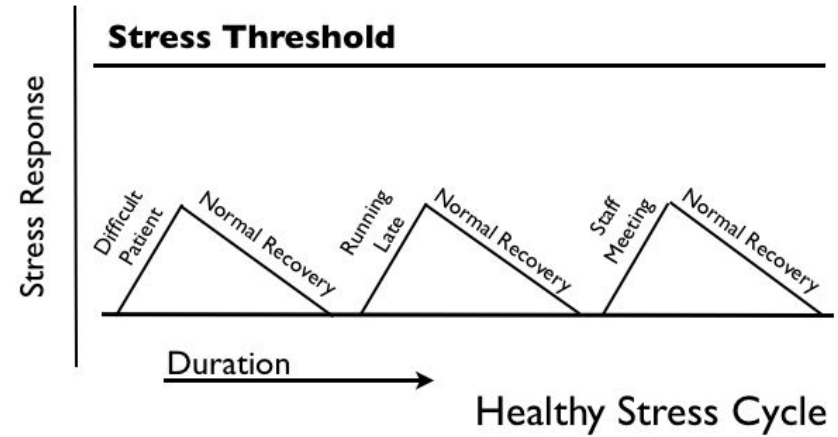 Stress Threshold
Stress Response
Difficult
Patient
Normal Recovery
Running
Late
Normal Recovery
Staff
Meeting
Normal Recovery
Duration
Healthy Stress Cycle